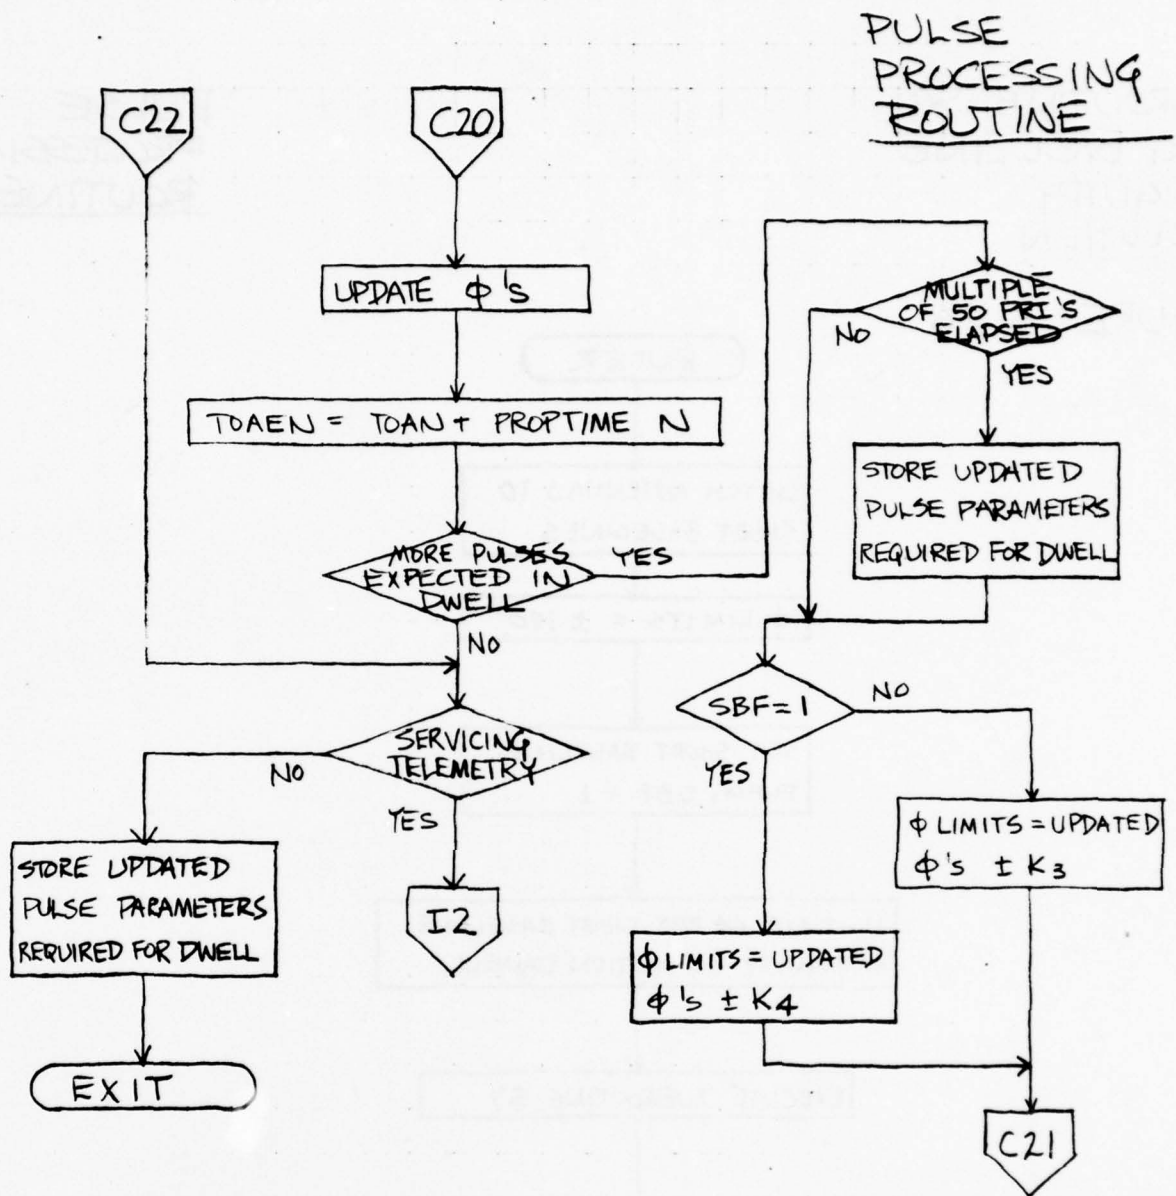 PULSE
PROCESSING
ROUTINE
C22
C20
UPDATE ϕ's
TOAEN = TOAN + PROPTIME N
MORE PULSES
EXPECTED IN
DWELL
YES
NO
MULTIPLE
OF 50 PRI'S
ELAPSED
NO
YES
STORE UPDATED
PULSE PARAMETERS
REQUIRED FOR DWELL
SERVICING
TELEMETRY
NO
YES
STORE UPDATED
PULSE PARAMETERS
REQUIRED FOR DWELL
EXIT
I2
SBF=1
NO
YES
ϕ LIMITS = UPDATED
ϕ's ± K3
ϕ LIMITS = UPDATED
ϕ's ± K4
C21